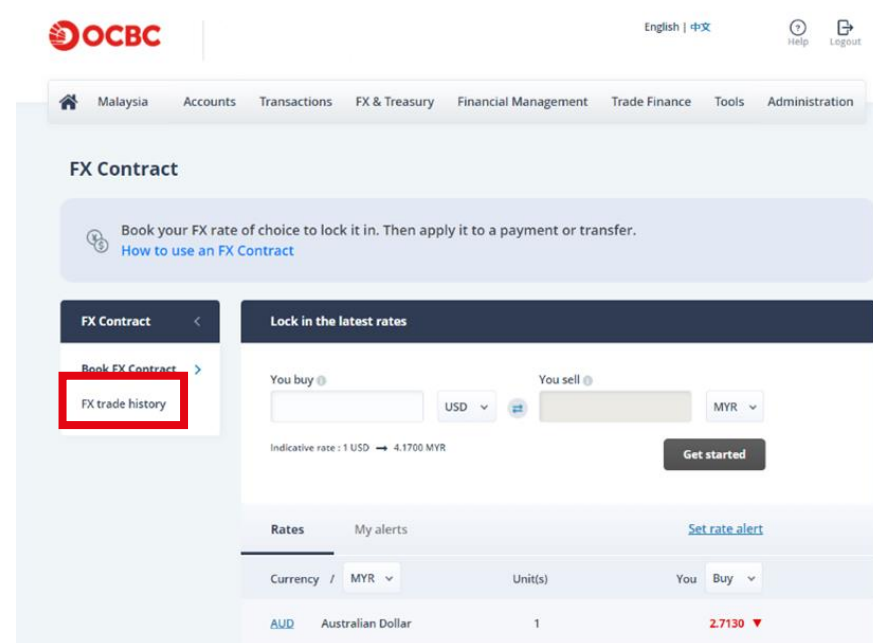 OCBC
English | 中文
Help
Logout
Malaysia Accounts Transactions FX & Treasury Financial Management Trade Finance Tools Administration
FX Contract
Book your FX rate of choice to lock it in. Then apply it to a payment or transfer.
How to use an FX Contract
FX Contract
Book FX Contract
FX trade history
Lock in the latest rates
You buy
You sell
USD
MYR
Indicative rate : 1 USD → 4.1700 MYR
Get started
Rates My alerts Set rate alert
Currency / MYR Unit(s) You Buy
AUD Australian Dollar 1 2.7130 ▼